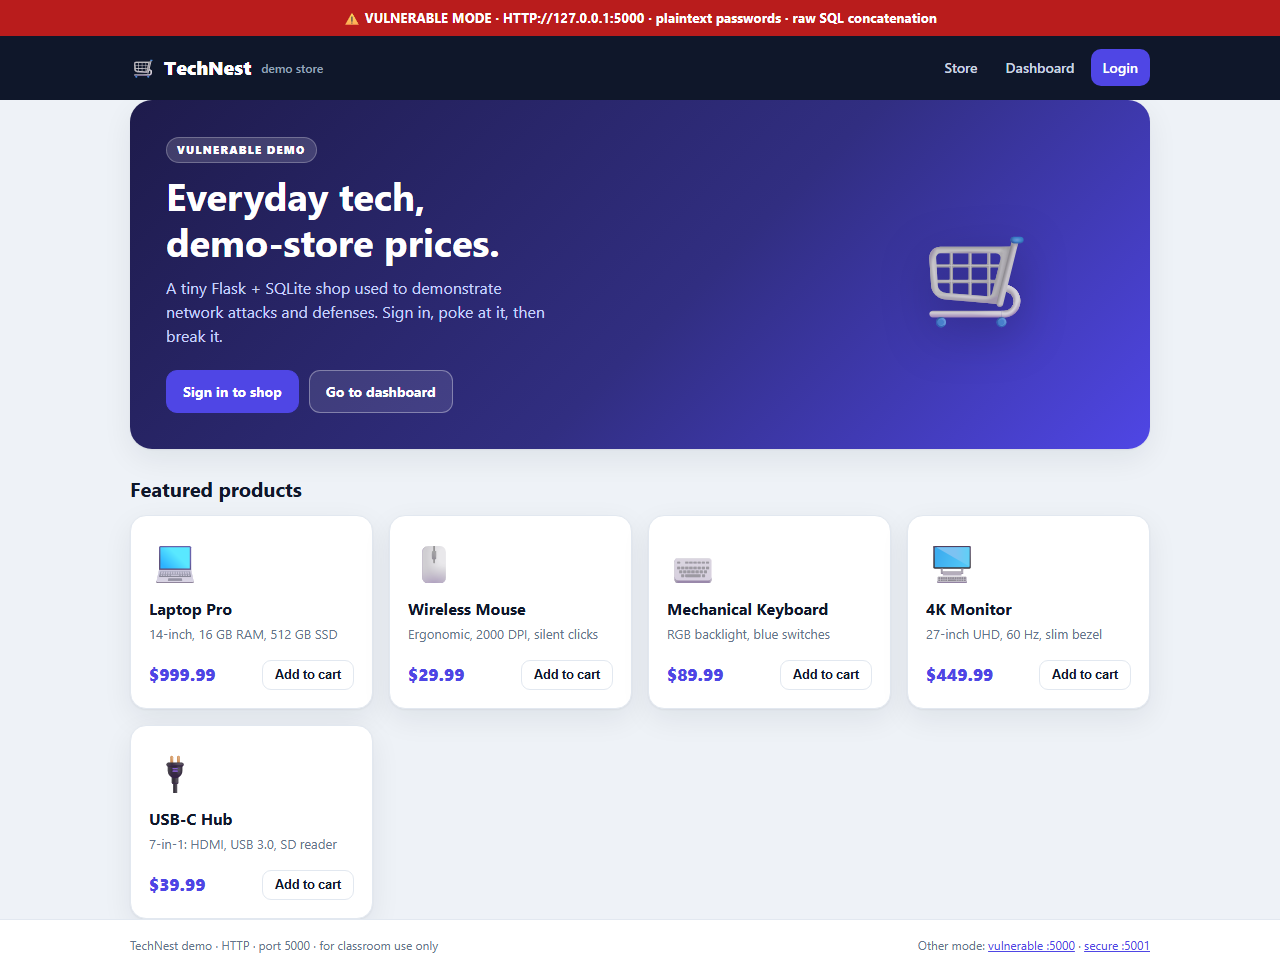 ⚠️ VULNERABLE MODE · HTTP://127.0.0.1:5000 · plaintext passwords · raw SQL concatenation
TechNest demo store
Store Dashboard Login
VULNERABLE DEMO
Everyday tech,
demo-store prices.
A tiny Flask + SQLite shop used to demonstrate
network attacks and defenses. Sign in, poke at it, then
break it.
Sign in to shop Go to dashboard
Featured products
Laptop Pro
14-inch, 16 GB RAM, 512 GB SSD
$999.99 Add to cart
Wireless Mouse
Ergonomic, 2000 DPI, silent clicks
$29.99 Add to cart
Mechanical Keyboard
RGB backlight, blue switches
$89.99 Add to cart
4K Monitor
27-inch UHD, 60 Hz, slim bezel
$449.99 Add to cart
USB-C Hub
7-in-1: HDMI, USB 3.0, SD reader
$39.99 Add to cart
TechNest demo · HTTP · port 5000 · for classroom use only
Other mode: vulnerable :5000 · secure :5001